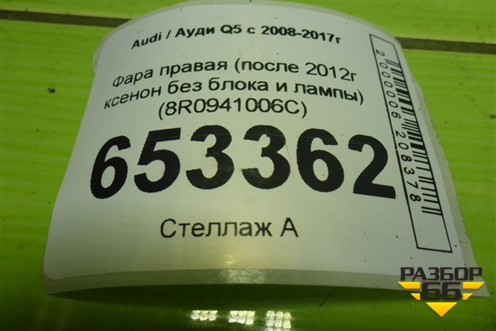 Audi / Ауди Q5 с 2008-2017г
Фара правая (после 2012г
ксенон без блока и лампы)
(8R0941006C)
653362
Стеллаж А
2000006208378
РАЗБОР
66